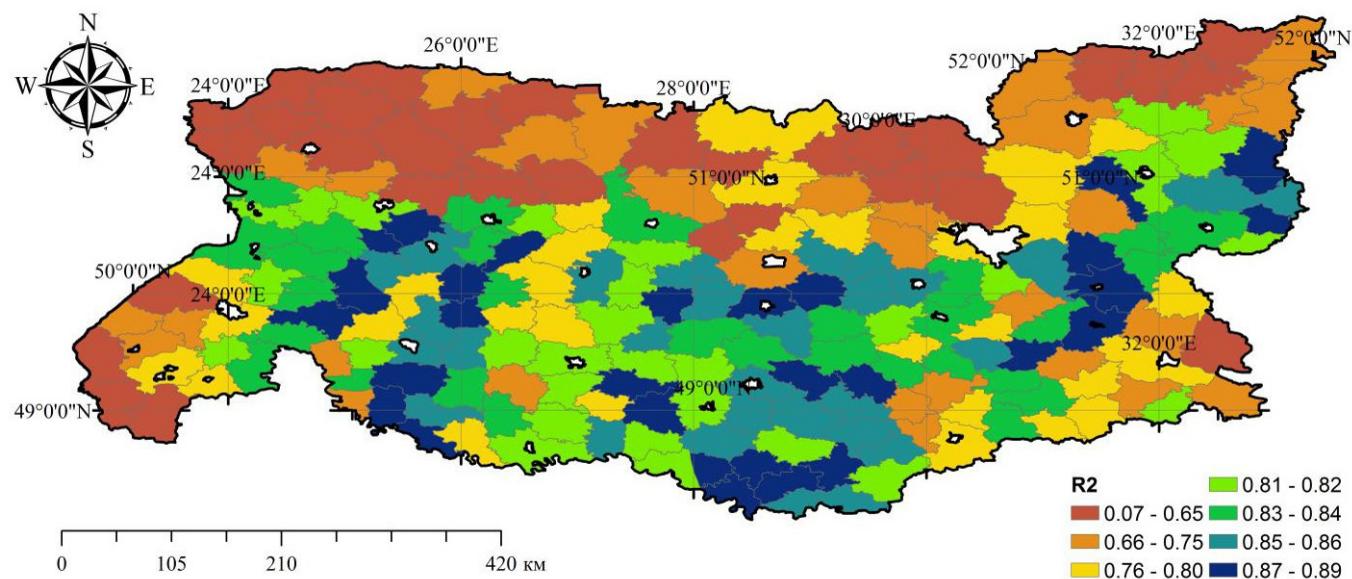 N
W E
S
26°0'0"E
32°0'0"E
52°0'0"N
52°0'0"N
24°0'0"E
28°0'0"E
30°0'0"E
24°0'0"E
51°0'0"N
51°0'0"N
50°0'0"N
24°0'0"E
32°0'0"E
49°0'0"N
49°0'0"N
R2
0.07 - 0.65
0.66 - 0.75
0.76 - 0.80
0.81 - 0.82
0.83 - 0.84
0.85 - 0.86
0.87 - 0.89
0 105 210 420 км